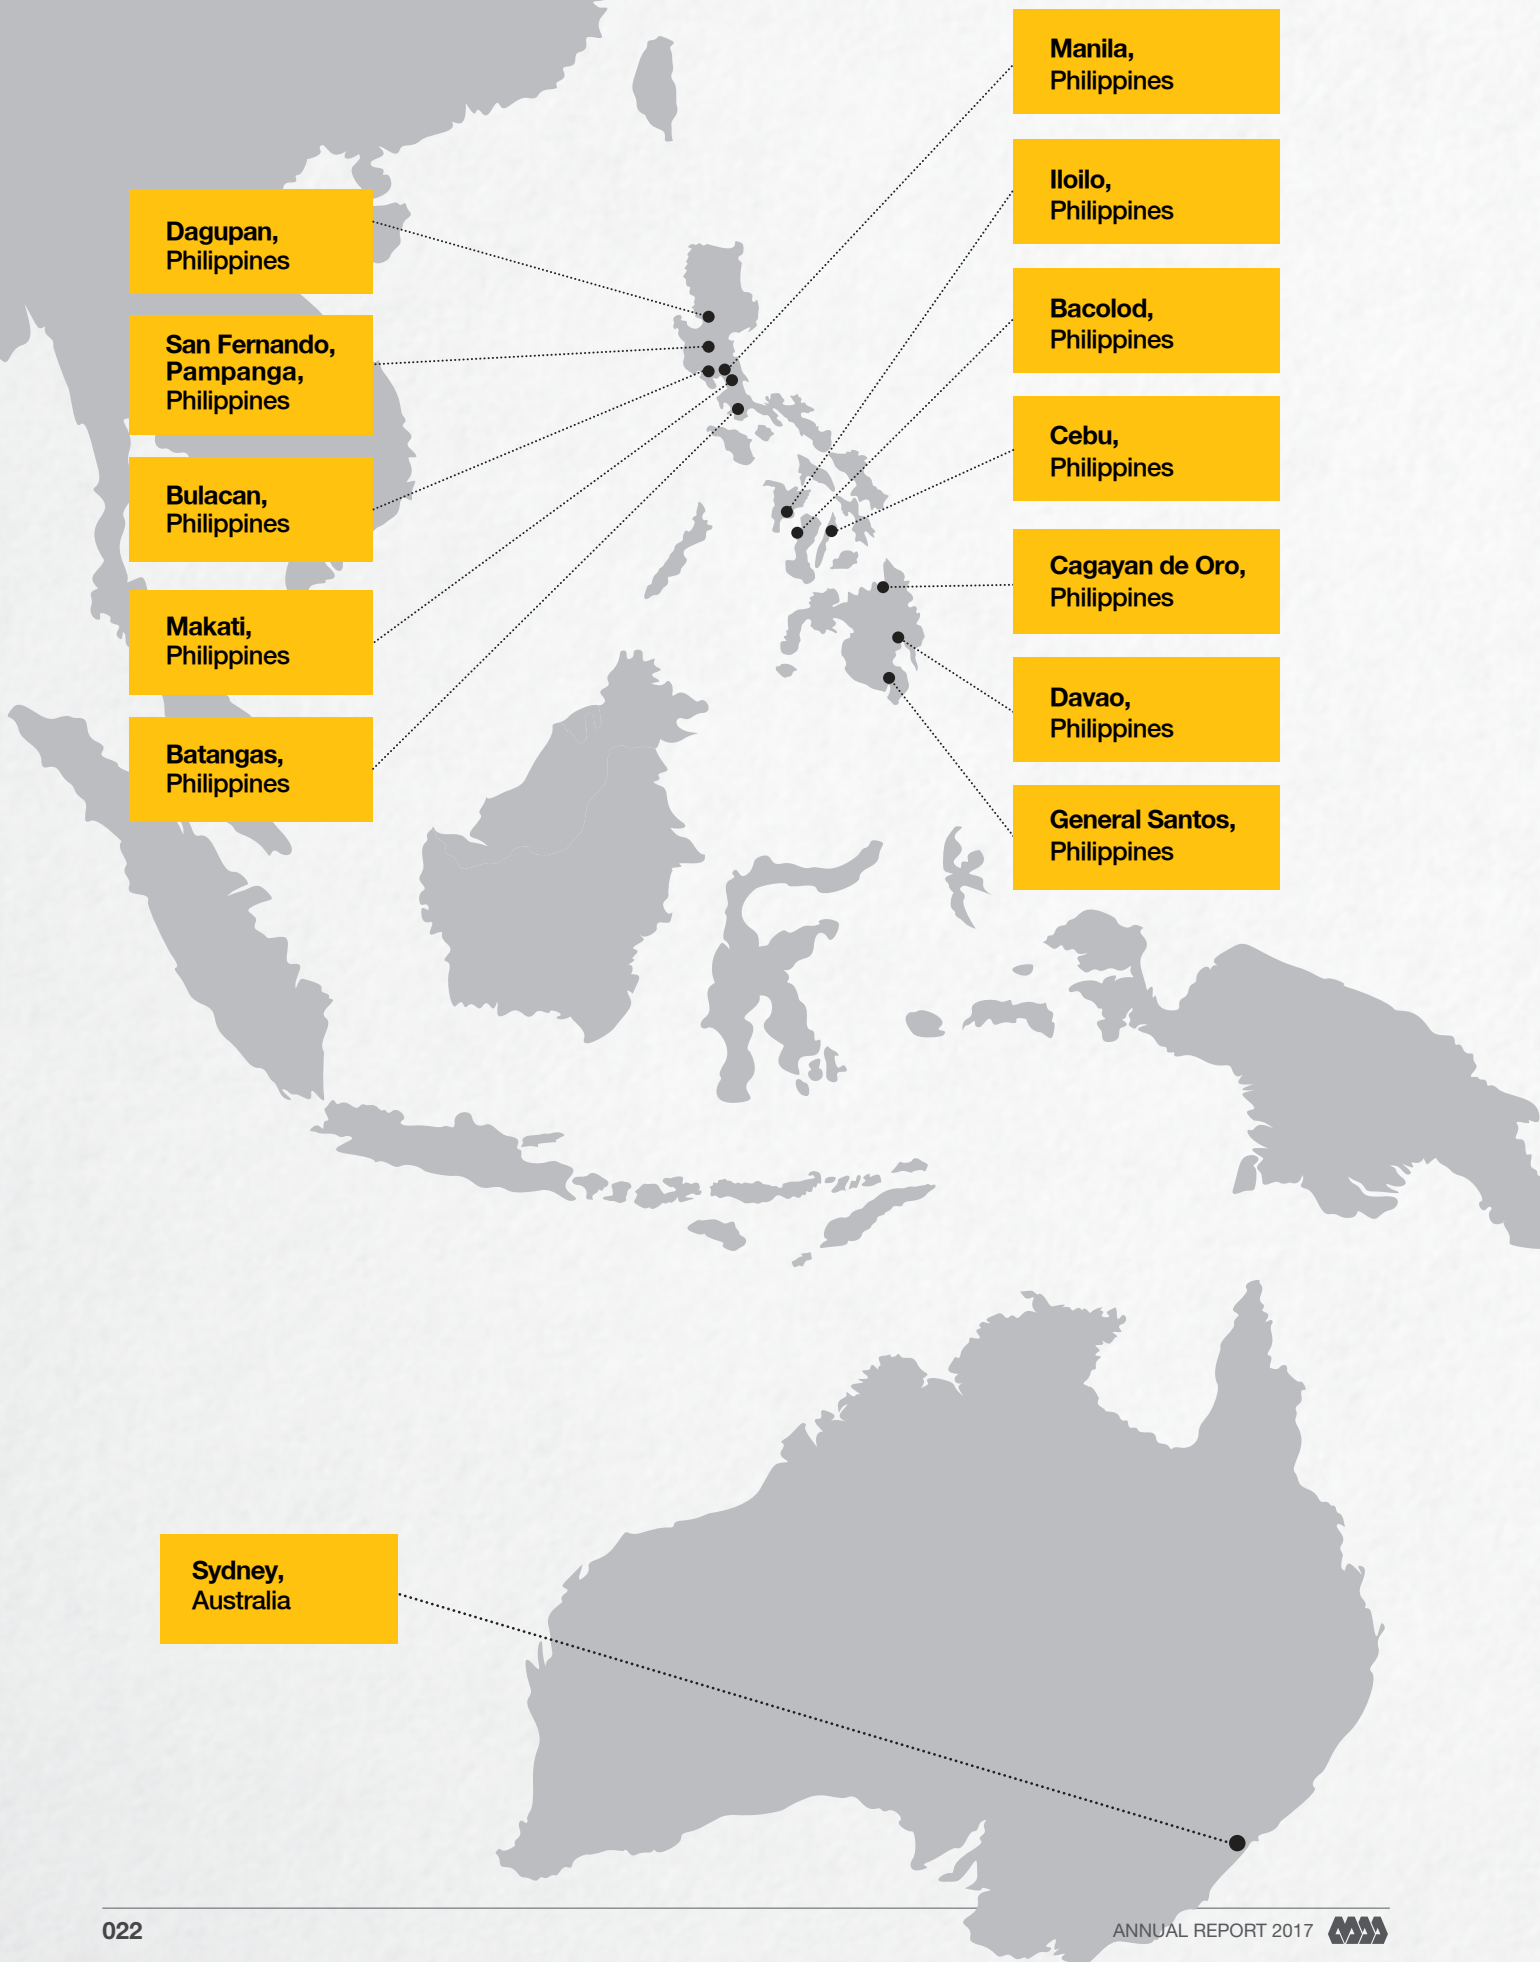 Manila,
Philippines
Iloilo,
Philippines
Dagupan,
Philippines
Bacolod,
Philippines
San Fernando,
Pampanga,
Philippines
Cebu,
Philippines
Bulacan,
Philippines
Cagayan de Oro,
Philippines
Makati,
Philippines
Davao,
Philippines
Batangas,
Philippines
General Santos,
Philippines
Sydney,
Australia
022
ANNUAL REPORT 2017